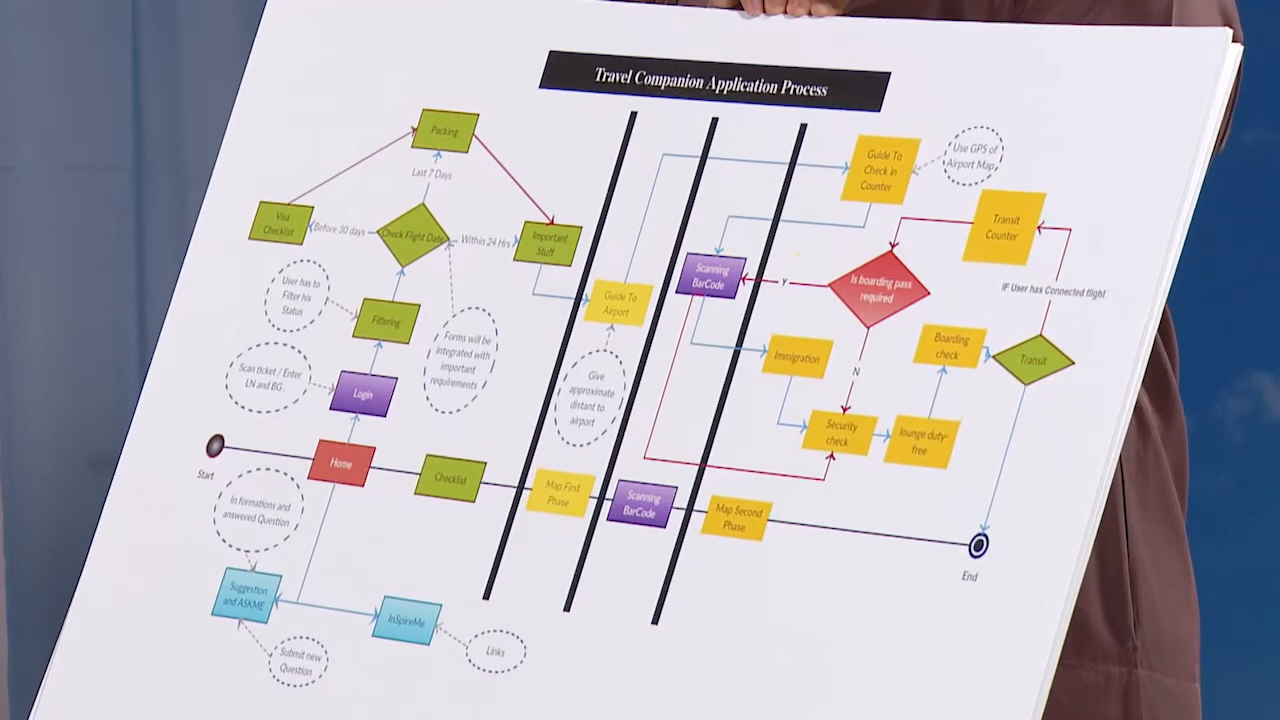 Travel Companion Application Process
Packing
Last 7 Days
Visa
Checklist
Before 30 days
Check Flight Date
Within 24 Hrs
Important
Stuff
User has to
Filter his
Status
Filtering
Forms will be
integrated with
important
requirements
Scan ticket / Enter
LN and BG.
Login
Start
Home
Checklist
In formations and
answered Question
Suggestion
and ASKME
InSpireMe
Submit new
Question
Links
Guide To
Airport
Give
approximate
distant to
airport
Map First
Phase
Scanning
BarCode
Scanning
BarCode
Map Second
Phase
Guide To
Check in
Counter
Use GPS of
Airport Map
Transit
Counter
Is boarding pass
required
Y
N
IF User has Connected flight
Immigration
Boarding
check
Transit
Security
check
lounge duty-
free
End